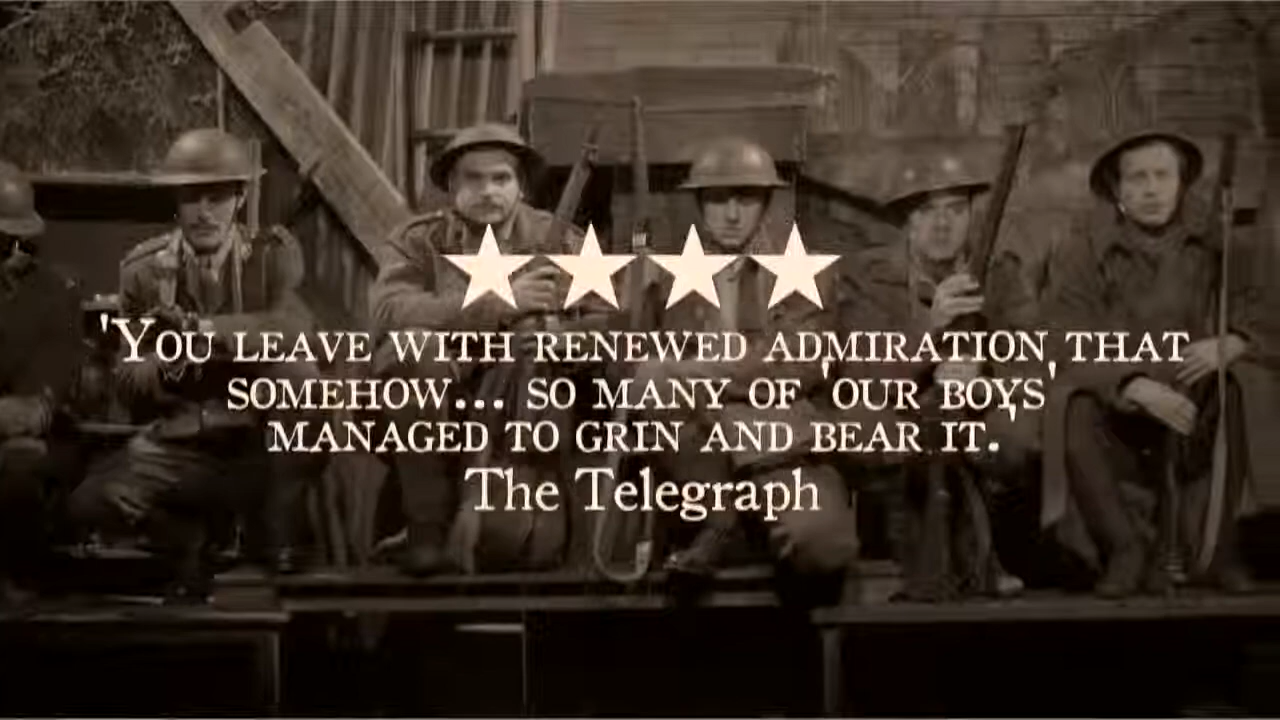 'You leave with renewed admiration that
somehow... so many of 'our boys'
managed to grin and bear it.'
The Telegraph